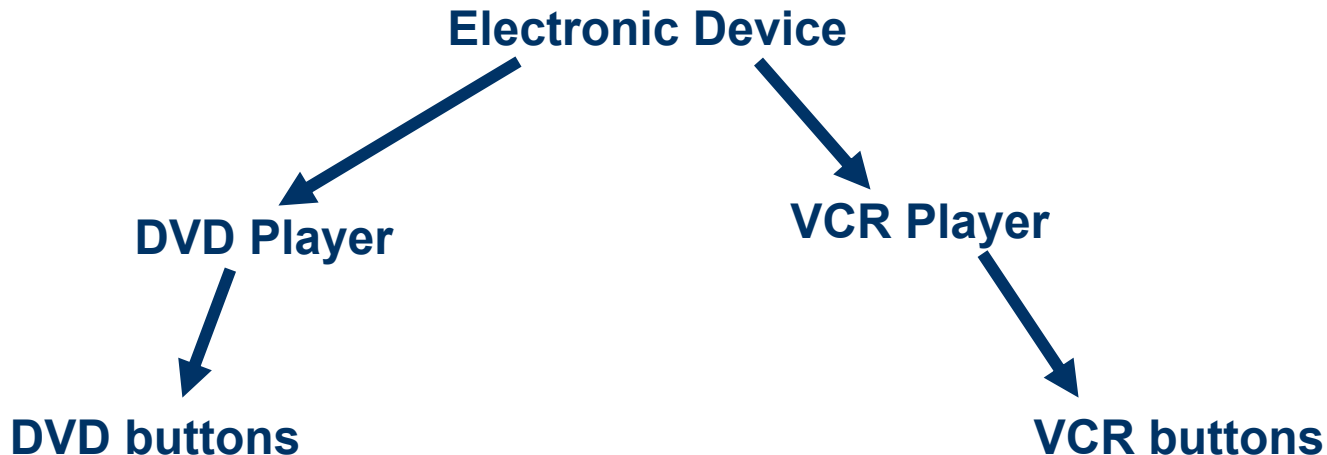 Electronic Device
DVD Player
VCR Player
DVD buttons
VCR buttons